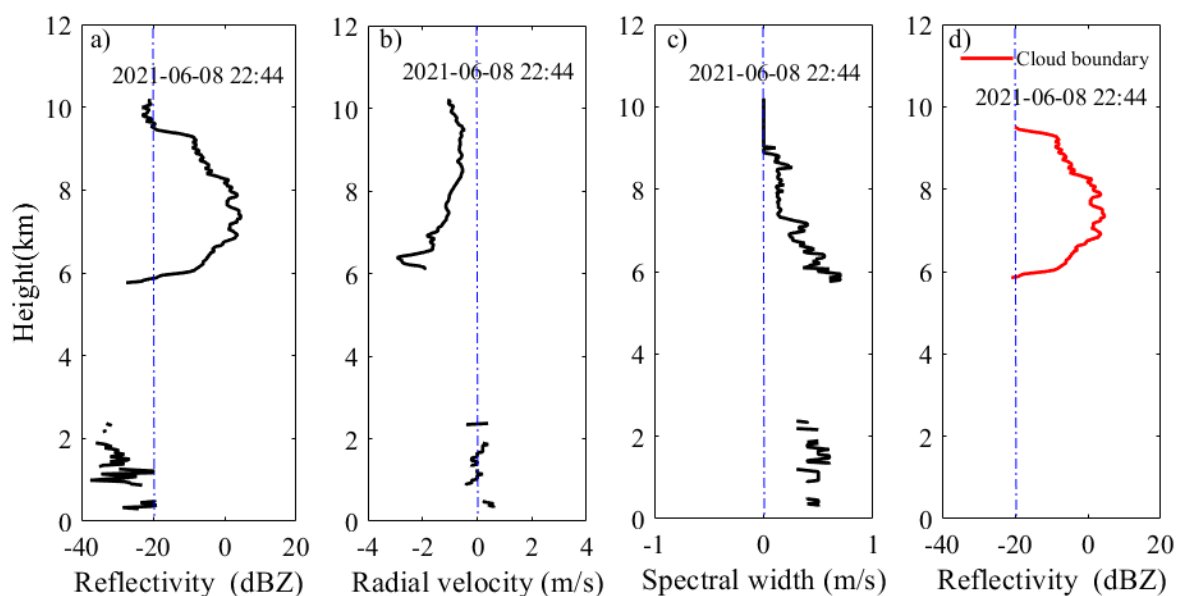 a)
2021-06-08 22:44
b)
2021-06-08 22:44
c)
2021-06-08 22:44
d)
Cloud boundary
2021-06-08 22:44
Height(km)
12
10
8
6
4
2
0
-40 -20 0 20
Reflectivity (dBZ)
12
10
8
6
4
2
0
-4 -2 0 2 4
Radial velocity (m/s)
12
10
8
6
4
2
0
-1 0 1
Spectral width (m/s)
12
10
8
6
4
2
0
-40 -20 0 20
Reflectivity (dBZ)